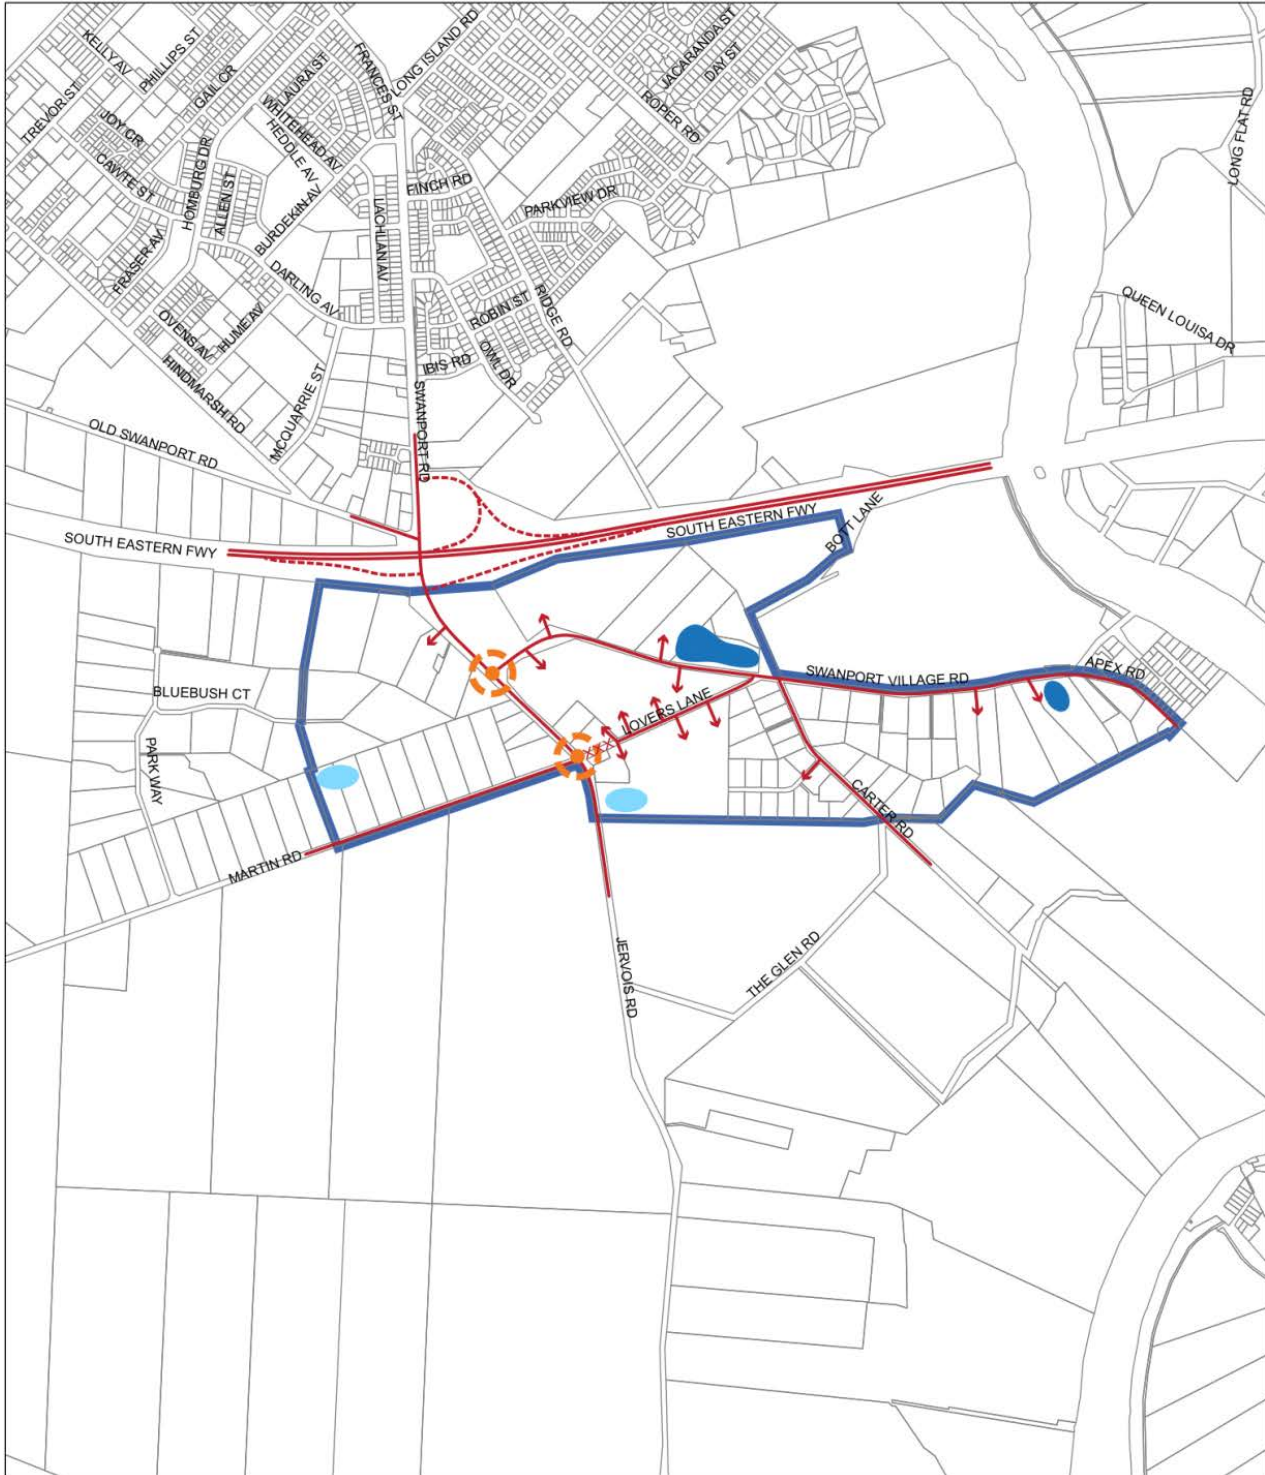 KELLY AV
PHILLIPS ST
TREVOR ST
GAIL CR
JOY CR
CAWTE ST
LAURA ST
WHITEHEAD AV
HEDDLE AV
FRANCES ST
LONG ISLAND RD
JACARANDA ST
DAY ST
ROPER RD
LONG FLAT RD
HOMBURG DR
ALLEN ST
BURDEKIN AV
LACHLAN AV
FINCH RD
PARKVIEW DR
FRASER AV
DARLING AV
OVENS AV
HUME AV
ROBIN ST
RIDGE RD
QUEEN LOUISA DR
HINDMARSH RD
MCQUARRIE ST
IBIS RD
OWL DR
SWANPORT RD
OLD SWANPORT RD
SOUTH EASTERN FWY
SOUTH EASTERN FWY
BOTT LANE
BLUEBUSH CT
PARK WAY
SWANPORT VILLAGE RD
APEX RD
LOVERS LANE
XXX
CARTER RD
MARTIN RD
JERVOIS RD
THE GLEN RD